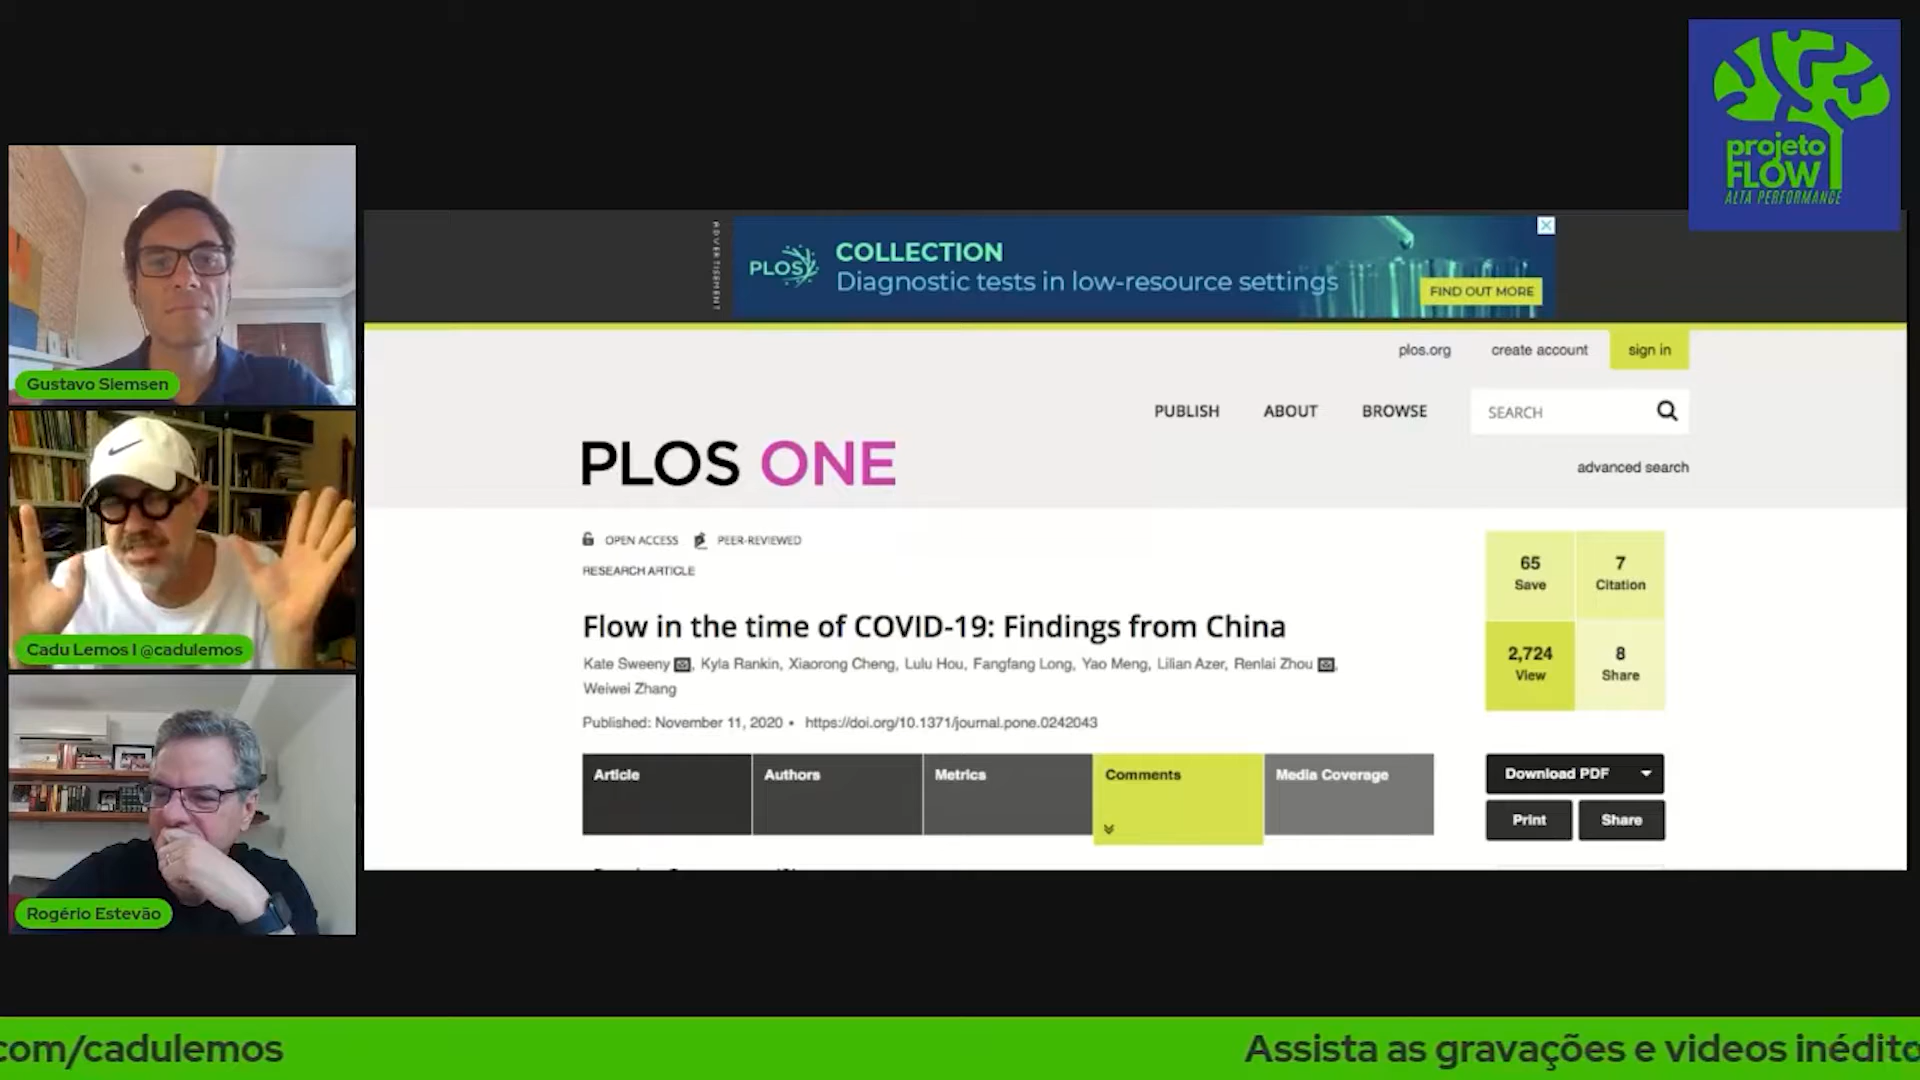 projeto
FLOW
ALTA PERFORMANCE
Gustavo Siemsen
Cadu Lemos I @cadulemos
Rogério Estevão
ADVERTISEMENT
PLOS
COLLECTION
Diagnostic tests in low-resource settings
FIND OUT MORE
plos.org create account sign in
PUBLISH ABOUT BROWSE SEARCH
advanced search
PLOS ONE
OPEN ACCESS PEER-REVIEWED
RESEARCH ARTICLE
Flow in the time of COVID-19: Findings from China
Kate Sweeny, Kyla Rankin, Xiaorong Cheng, Lulu Hou, Fangfang Long, Yao Meng, Lilian Azer, Renlai Zhou,
Weiwei Zhang
Published: November 11, 2020 • https://doi.org/10.1371/journal.pone.0242043
65
Save
7
Citation
2,724
View
8
Share
Article Authors Metrics Comments Media Coverage
Download PDF
Print Share
com/cadulemos
Assista as gravações e videos inédito